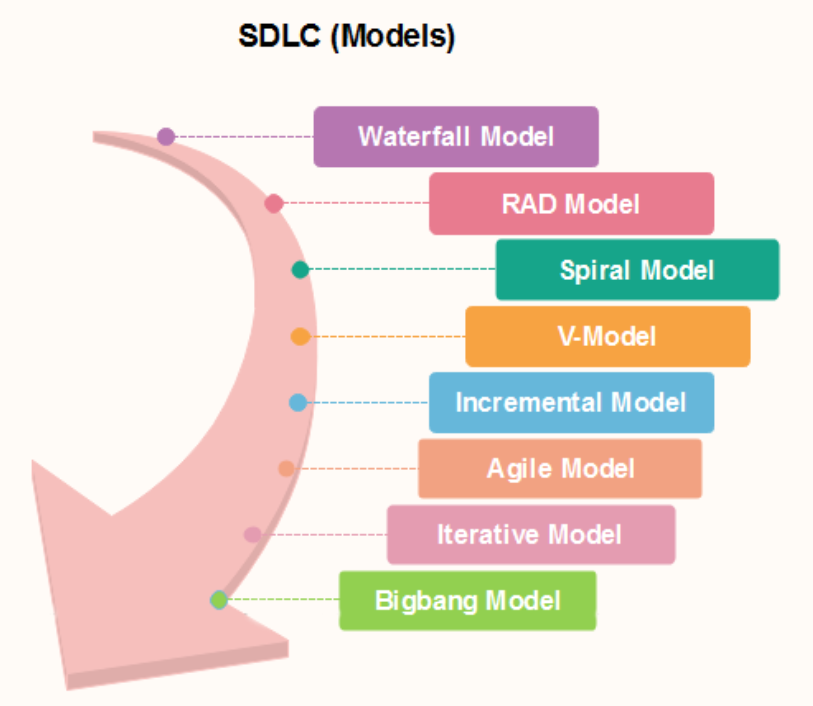 SDLC (Models)
Waterfall Model
RAD Model
Spiral Model
V-Model
Incremental Model
Agile Model
Iterative Model
Bigbang Model